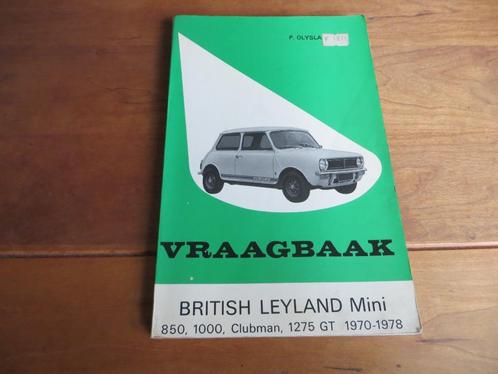 P. OLYSLA
VRAAGBAAK
BRITISH LEYLAND Mini
850, 1000, Clubman, 1275 GT 1970-1978